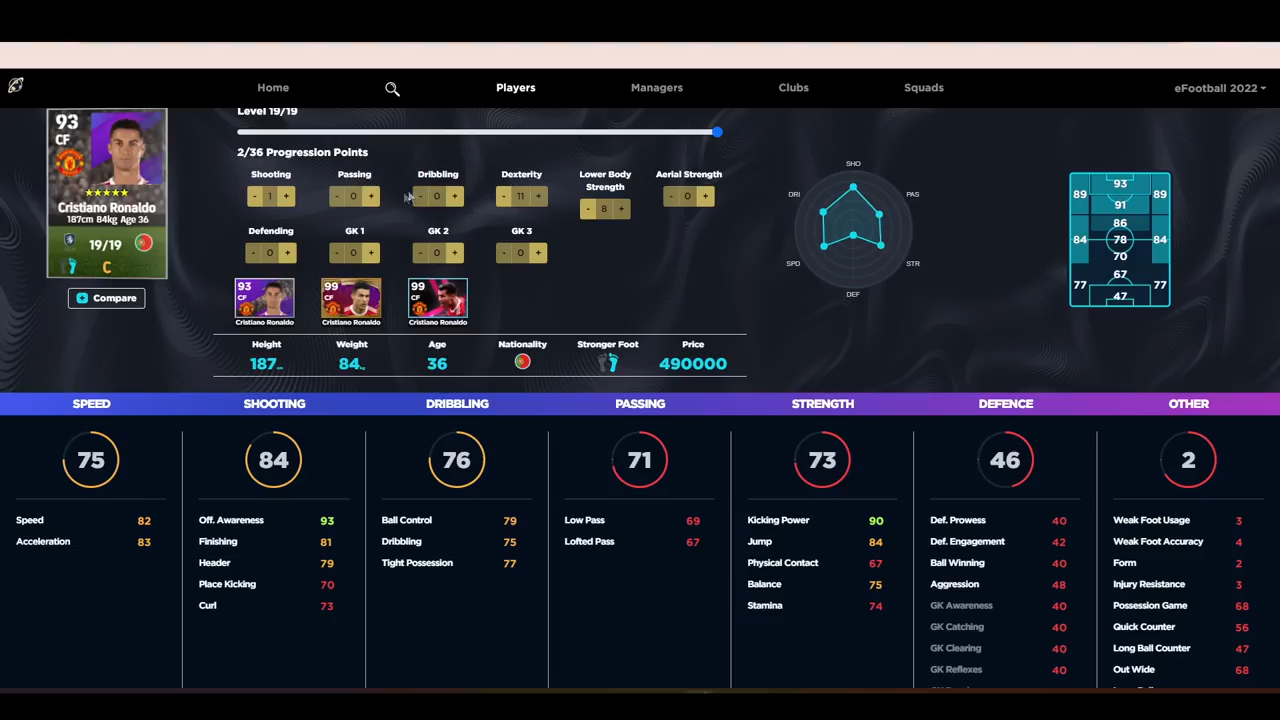 Home
Players
Managers
Clubs
Squads
eFootball 2022
93
CF
★★★★★
Cristiano Ronaldo
187cm 84kg Age 36
19/19
C
Compare
Level 19/19
2/36 Progression Points
Shooting
Passing
Dribbling
Dexterity
Lower Body
Strength
Aerial Strength
- 1 +
- 0 +
- 0 +
- 11 +
- 8 +
- 0 +
Defending
GK 1
GK 2
GK 3
- 0 +
- 0 +
- 0 +
- 0 +
93
CF
Cristiano Ronaldo
99
CF
Cristiano Ronaldo
99
CF
Cristiano Ronaldo
Height
Weight
Age
Nationality
Stronger Foot
Price
187
84
36
490000
SHO
PAS
STR
DEF
SPD
DRI
93
89
89
91
86
84
78
84
70
67
77
77
47
SPEED
SHOOTING
DRIBBLING
PASSING
STRENGTH
DEFENCE
OTHER
75
84
76
71
73
46
2
Speed 82
Acceleration 83
Off. Awareness 93
Finishing 81
Header 79
Place Kicking 70
Curl 73
Ball Control 79
Dribbling 75
Tight Possession 77
Low Pass 69
Lofted Pass 67
Kicking Power 90
Jump 84
Physical Contact 67
Balance 75
Stamina 74
Def. Prowess 40
Def. Engagement 42
Ball Winning 40
Aggression 48
GK Awareness 40
GK Catching 40
GK Clearing 40
GK Reflexes 40
Weak Foot Usage 3
Weak Foot Accuracy 4
Form 2
Injury Resistance 3
Possession Game 68
Quick Counter 56
Long Ball Counter 47
Out Wide 68